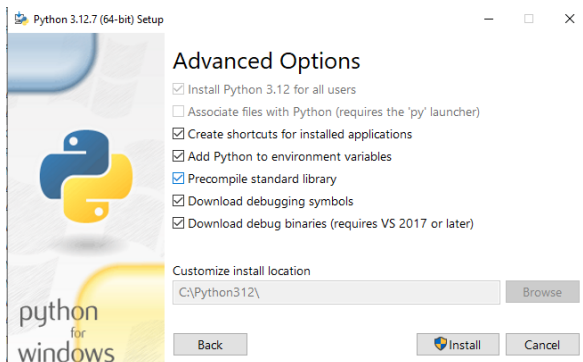 Python 3.12.7 (64-bit) Setup
Advanced Options
Install Python 3.12 for all users
Associate files with Python (requires the 'py' launcher)
Create shortcuts for installed applications
Add Python to environment variables
Precompile standard library
Download debugging symbols
Download debug binaries (requires VS 2017 or later)
Customize install location
C:\Python312\
Browse
python
for
windows
Back
Install
Cancel